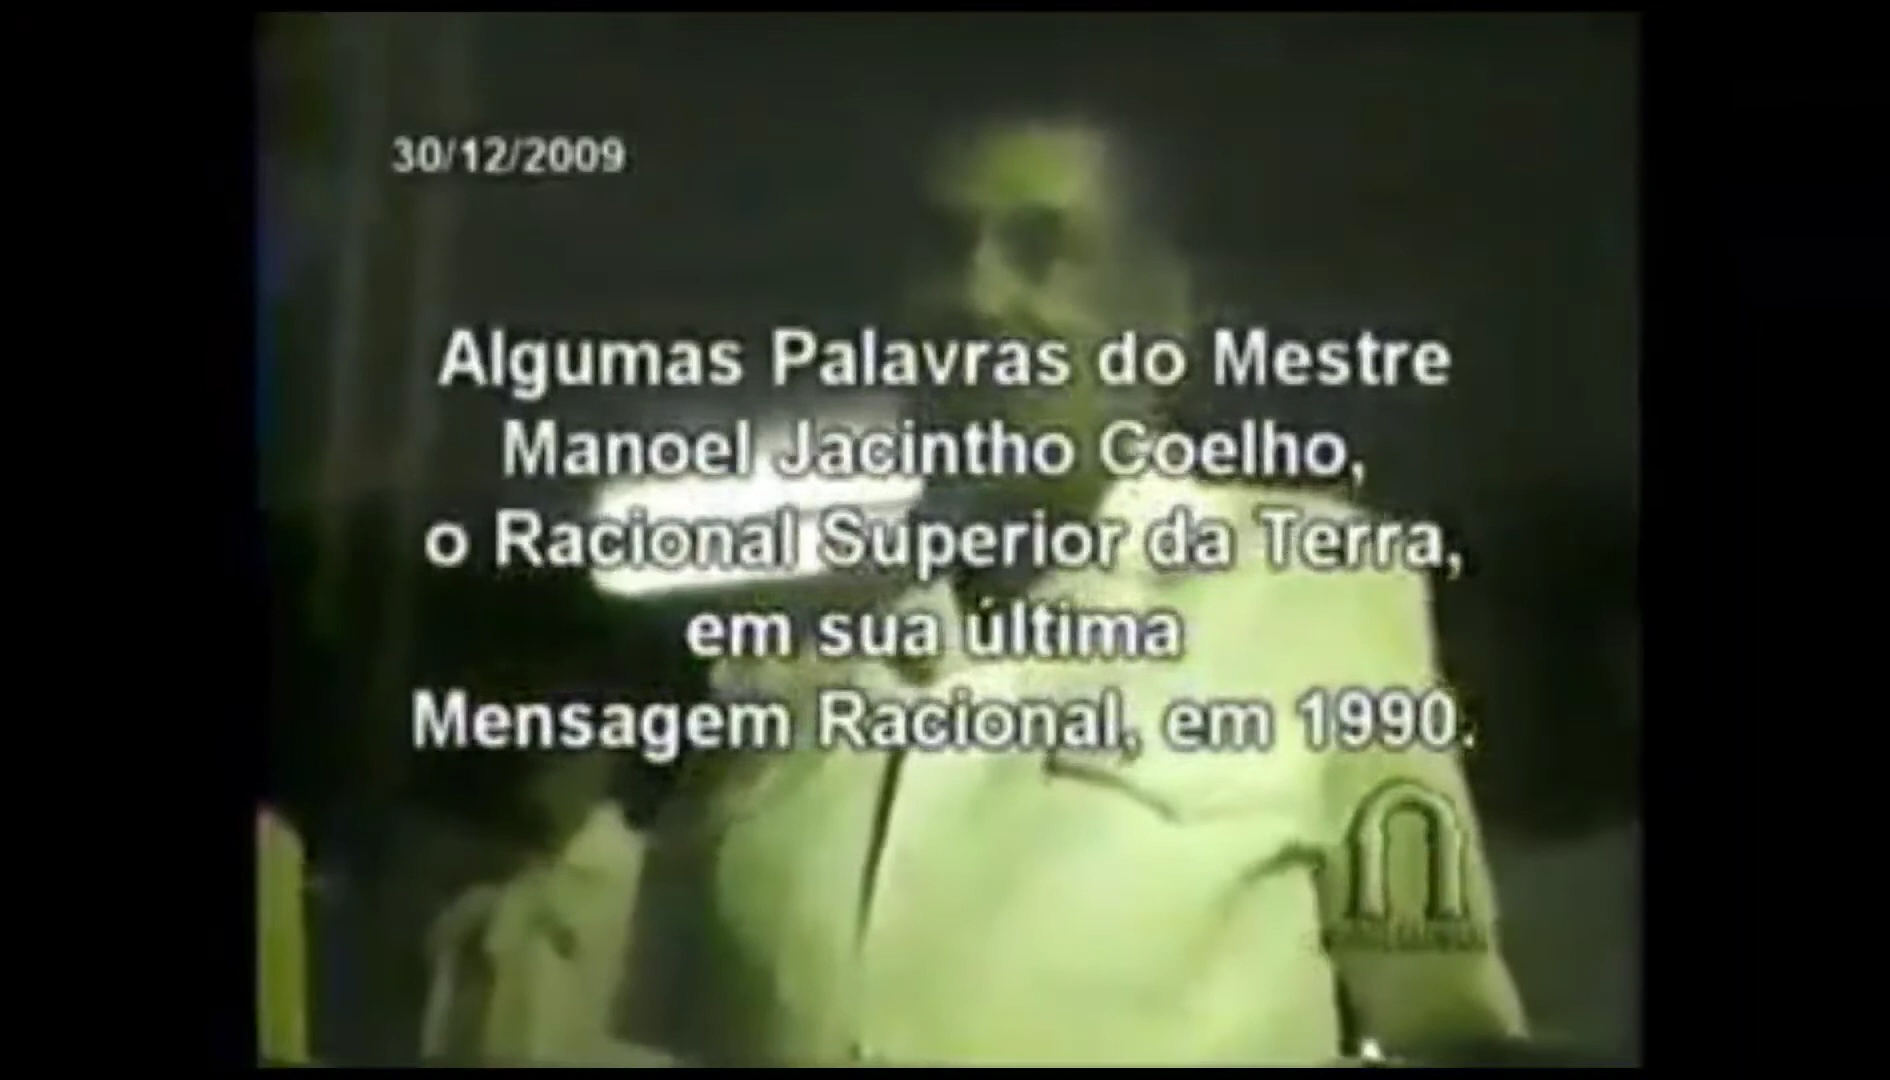 30/12/2009
Algumas Palavras do Mestre
Manoel Jacintho Coelho,
o Racional Superior da Terra,
em sua última
Mensagem Racional, em 1990.